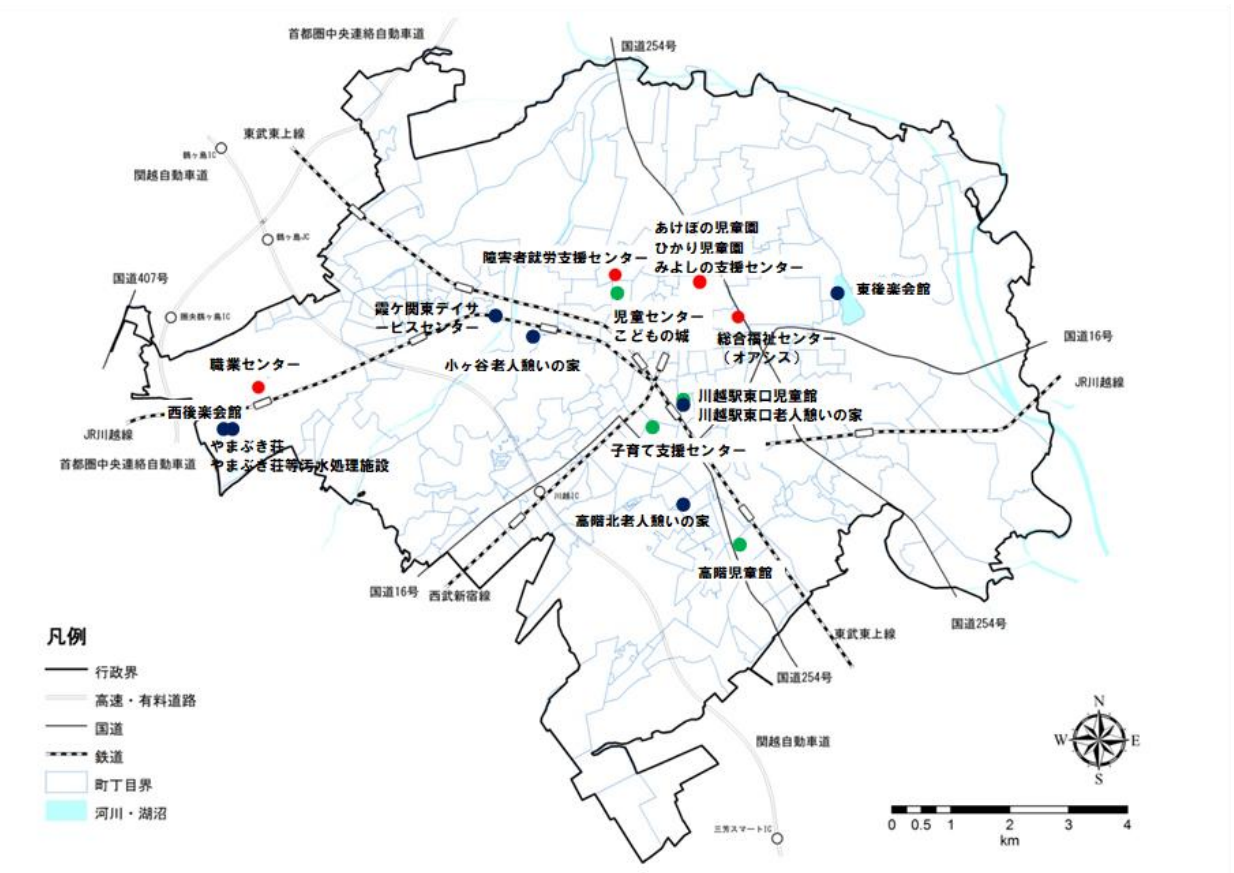 首都圏中央連絡自動車道
国道254号
東武東上線
鶴ヶ島IC
関越自動車道
鶴ヶ島JC
国道407号
圏央鶴ヶ島IC
あけぼの児童園
ひかり児童園
みよしの支援センター
障害者就労支援センター
東後楽会館
霞ケ関東デイサ
ービスセンター
児童センター
こどもの城
総合福祉センター
（オアシス）
国道16号
小ヶ谷老人憩いの家
職業センター
JR川越線
川越駅東口児童館
川越駅東口老人憩いの家
西後楽会館
JR川越線
やまぶき荘
やまぶき荘等汚水処理施設
首都圏中央連絡自動車道
子育て支援センター
川越IC
高階北老人憩いの家
高階児童館
国道16号
西武新宿線
国道254号
東武東上線
国道254号
関越自動車道
三芳スマートIC
凡例
行政界
高速・有料道路
国道
鉄道
町丁目界
河川・湖沼
N
W
E
S
0 0.5 1 2 3 4
km